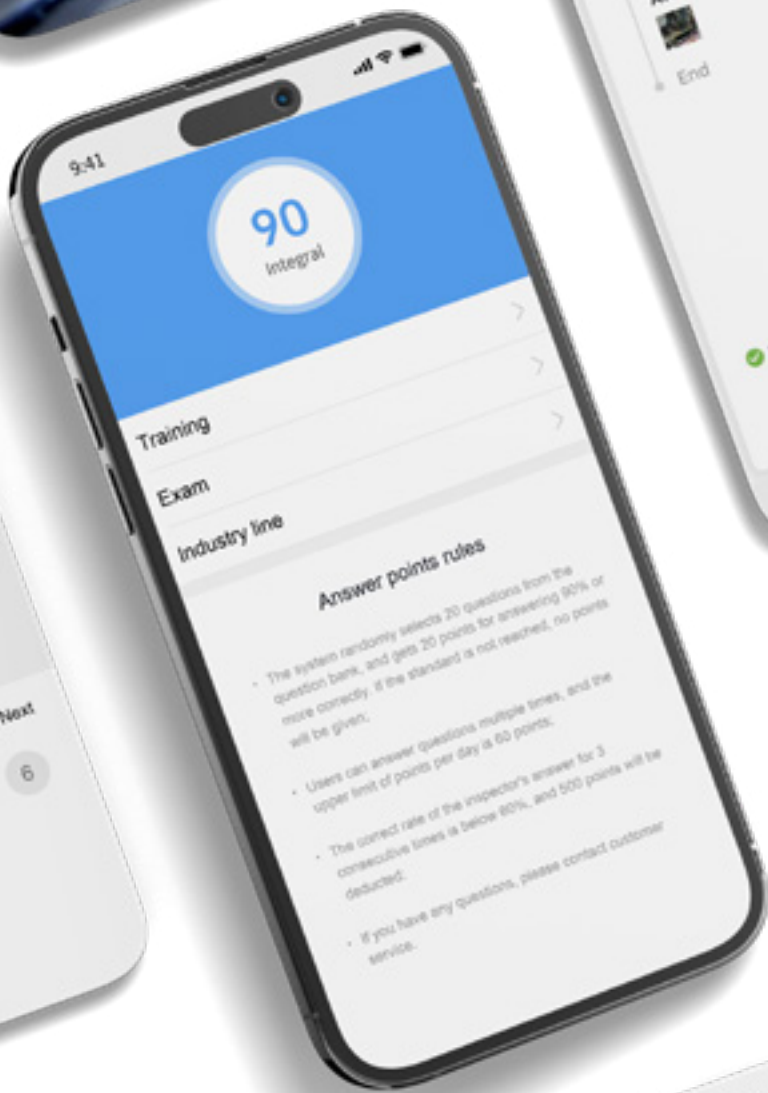 9:41
90
Integral
Training
Exam
Industry line
Answer points rules
· The system randomly selects 20 questions from the
question bank, and gets 20 points for answering 90% or
more correctly. If the standard is not reached, no points
will be given;
· Users can answer questions multiple times, and the
upper limit of points per day is 60 points;
· The correct rate of the inspector's answer for 3
consecutive times is below 60%, and 500 points will be
deducted;
· If you have any questions, please contact customer
service.
Next
6
End